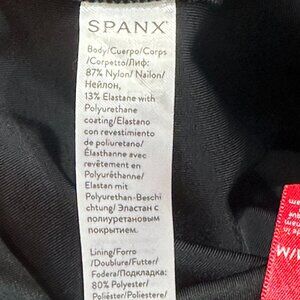 SPANX
Body/Cuerpo/Corps
/Corpetto/Лиф:
87% Nylon/ Nailon/
Нейлон,
13% Elastane with
Polyurethane
coating/Elastano
con revestimiento
de poliuretano/
Élasthanne avec
revêtement en
Polyuréthane/
Elastan mit
Polyurethan-Beschi
chtung/ Эластан с
полиуретановым
покрытием.
Lining/Forro
/Doublure/Futter/
Fodera/Подкладка:
80% Polyester/
Poliéster/Poliestere/